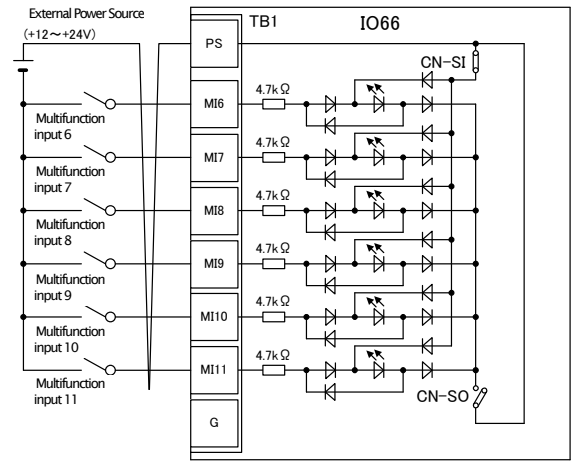 External Power Source
(+12～+24V)
TB1
IO66
PS
CN-SI
MI6
4.7kΩ
Multifunction
input 6
MI7
4.7kΩ
Multifunction
input 7
MI8
4.7kΩ
Multifunction
input 8
MI9
4.7kΩ
Multifunction
input 9
MI10
4.7kΩ
Multifunction
input 10
MI11
4.7kΩ
Multifunction
input 11
CN-SO
G